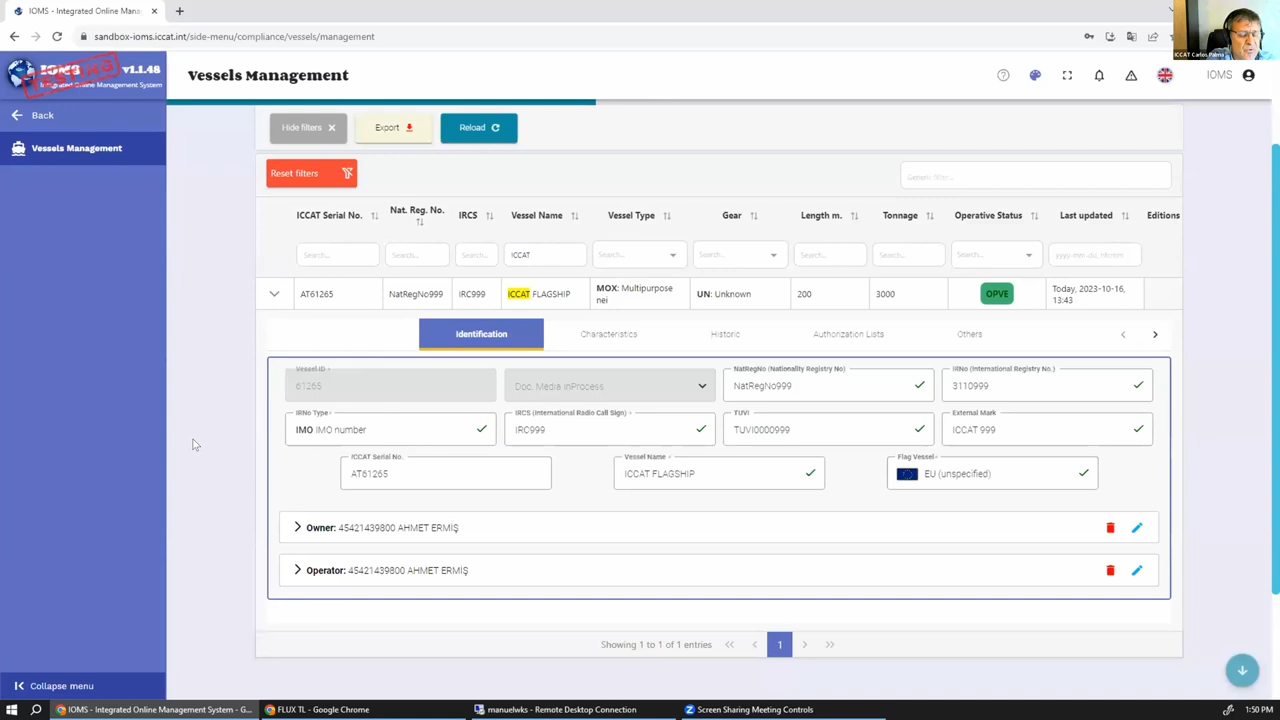 IOMS - Integrated Online Mana
sandbox-ioms.iccat.int/side-menu/compliance/vessels/management
ICCAT Carlos Palma
IOMS v1.1.48
Integrated Online Management System
TESTING
Vessels Management
IOMS
Back
Vessels Management
Hide filters
Export
Reload
Reset filters
Generic filter...
ICCAT Serial No. Nat. Reg. No. IRCS Vessel Name Vessel Type Gear Length m. Tonnage Operative Status Last updated Editions
Search... Search... Search... ICCAT Search... Search... Search... Search... Search... yyyy-mm-dd, hh:mm
AT61265 NatRegNo999 IRC999 ICCAT FLAGSHIP MOX: Multipurpose nei UN: Unknown 200 3000 OPVE Today, 2023-10-16, 13:43
Identification Characteristics Historic Authorization Lists Others
Vessel ID *
61265
Doc. Media inProcess
NatRegNo (Nationality Registry No)
NatRegNo999
IRNo (International Registry No.)
3110999
IRNo Type *
IMO IMO number
IRCS (International Radio Call Sign) *
IRC999
TUVI
TUVI0000999
External Mark
ICCAT 999
ICCAT Serial No.
AT61265
Vessel Name *
ICCAT FLAGSHIP
Flag Vessel *
EU (unspecified)
Owner: 45421439800 AHMET ERMİŞ
Operator: 45421439800 AHMET ERMİŞ
Showing 1 to 1 of 1 entries
1
Collapse menu
IOMS - Integrated Online Management System - G...
FLUX TL - Google Chrome
manuelwks - Remote Desktop Connection
Screen Sharing Meeting Controls
1:50 PM